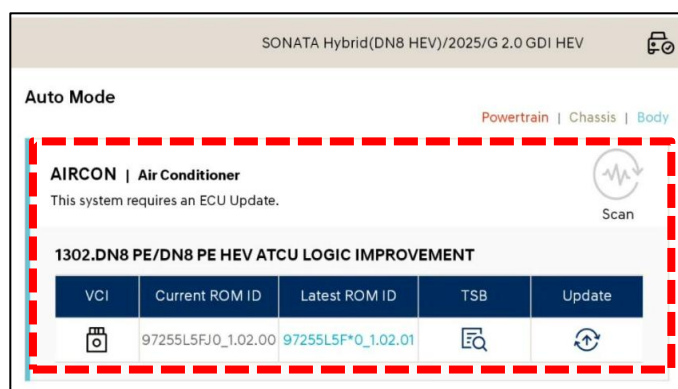 SONATA Hybrid(DN8 HEV)/2025/G 2.0 GDI HEV
Auto Mode
Powertrain | Chassis | Body
AIRCON | Air Conditioner
This system requires an ECU Update.
Scan
1302.DN8 PE/DN8 PE HEV ATCU LOGIC IMPROVEMENT
VCI Current ROM ID Latest ROM ID TSB Update
97255L5FJ0_1.02.00 97255L5F*0_1.02.01